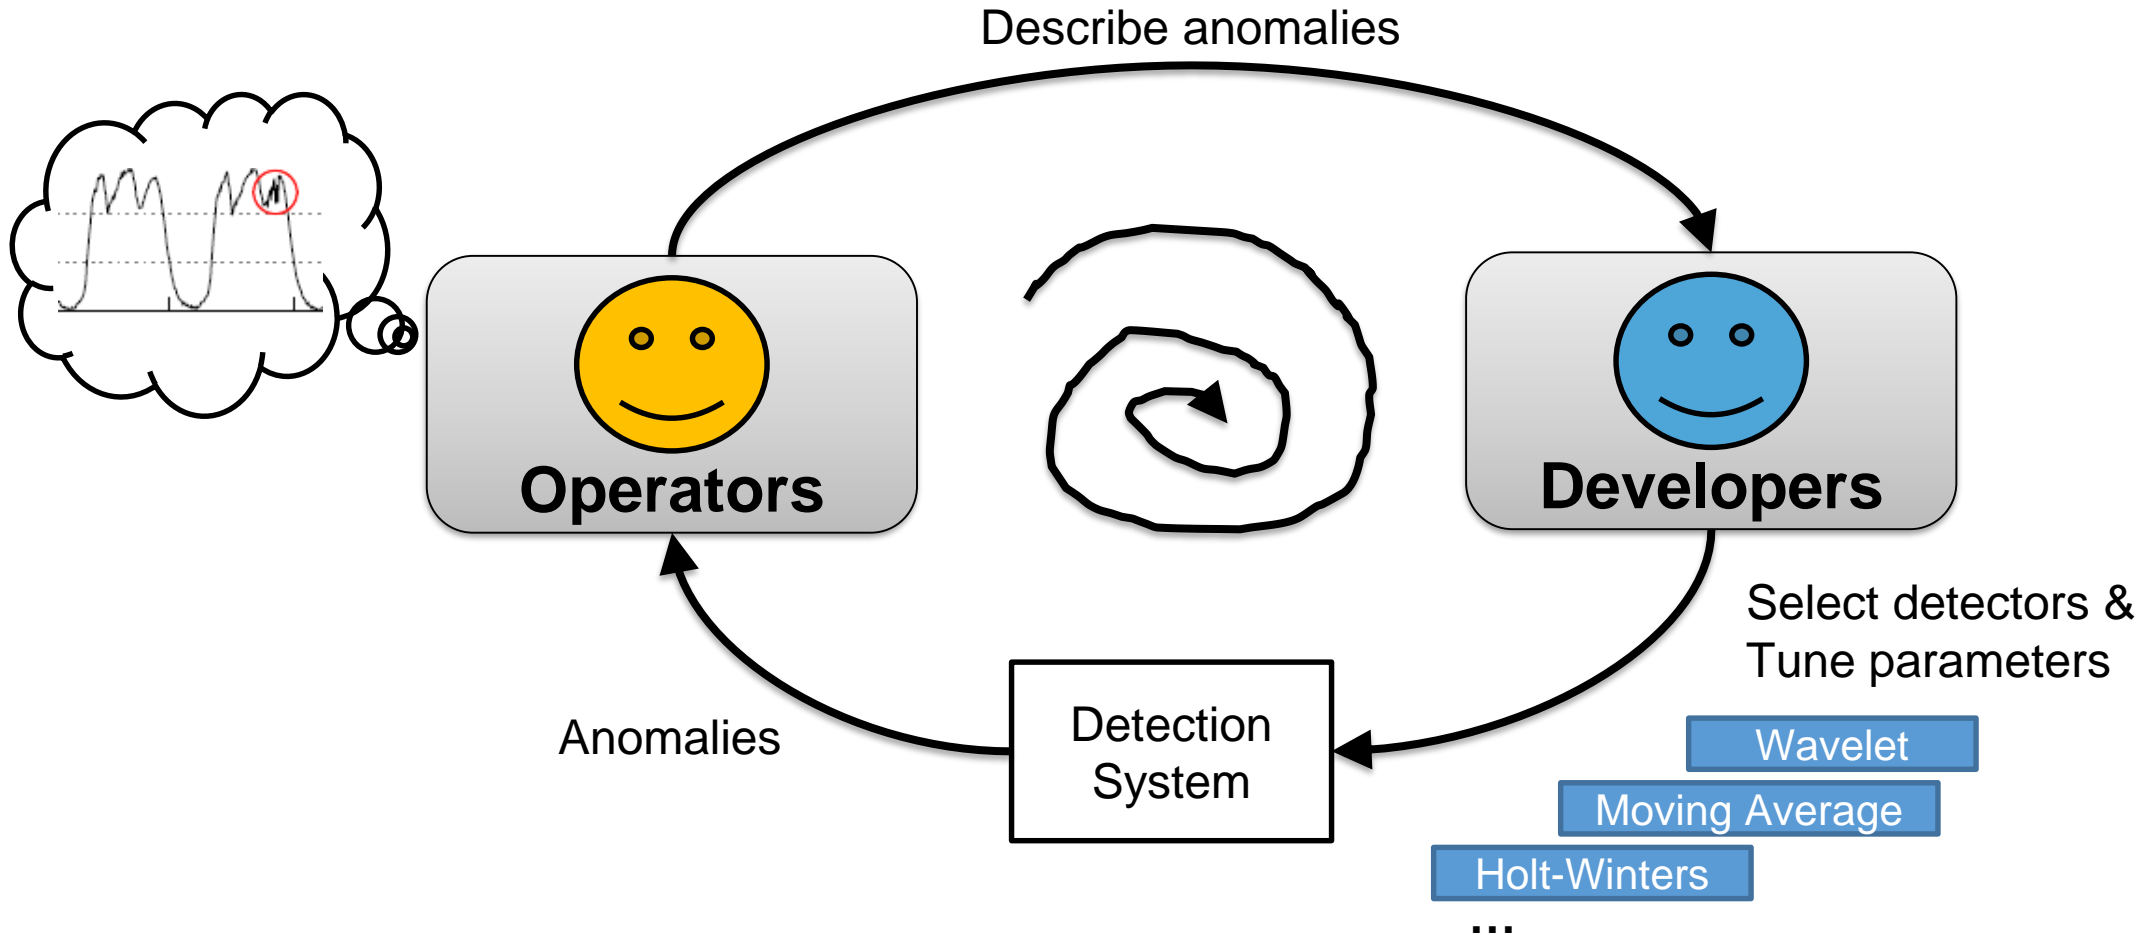 Describe anomalies
Operators
Developers
Select detectors &
Tune parameters
Anomalies
Detection
System
Wavelet
Moving Average
Holt-Winters
...